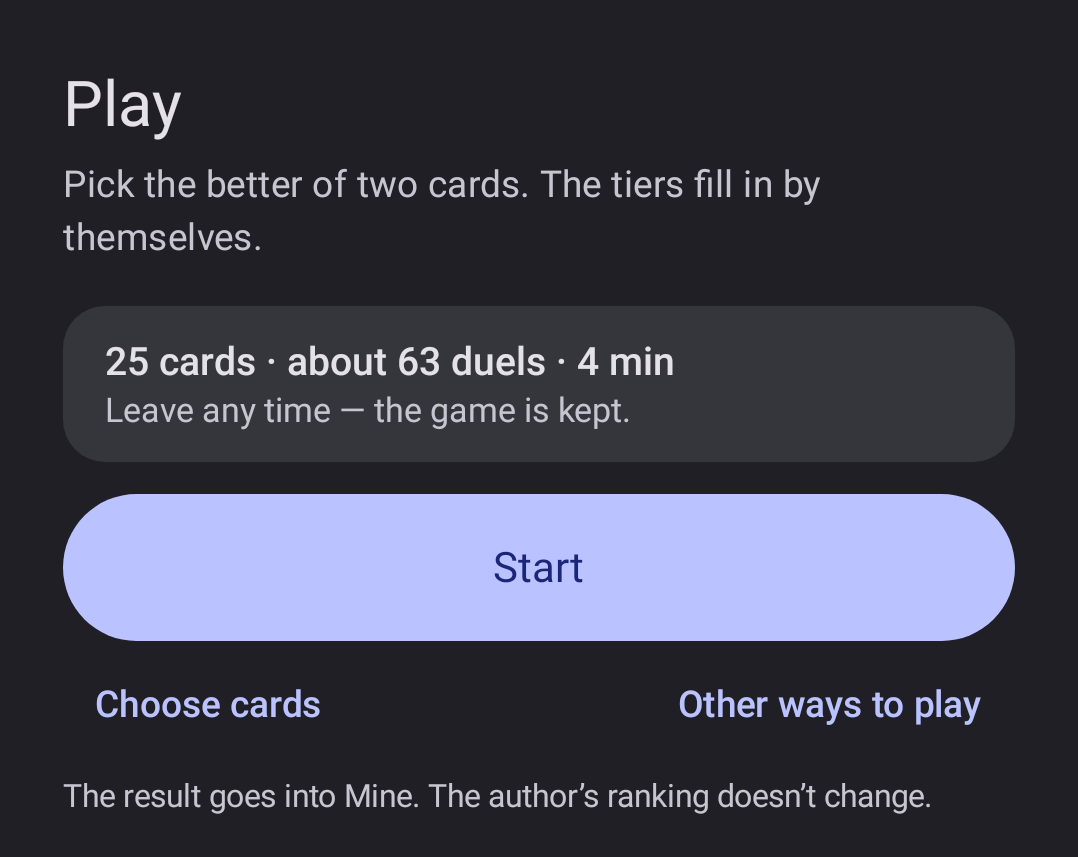 Play
Pick the better of two cards. The tiers fill in by
themselves.
25 cards · about 63 duels · 4 min
Leave any time — the game is kept.
Start
Choose cards
Other ways to play
The result goes into Mine. The author’s ranking doesn’t change.